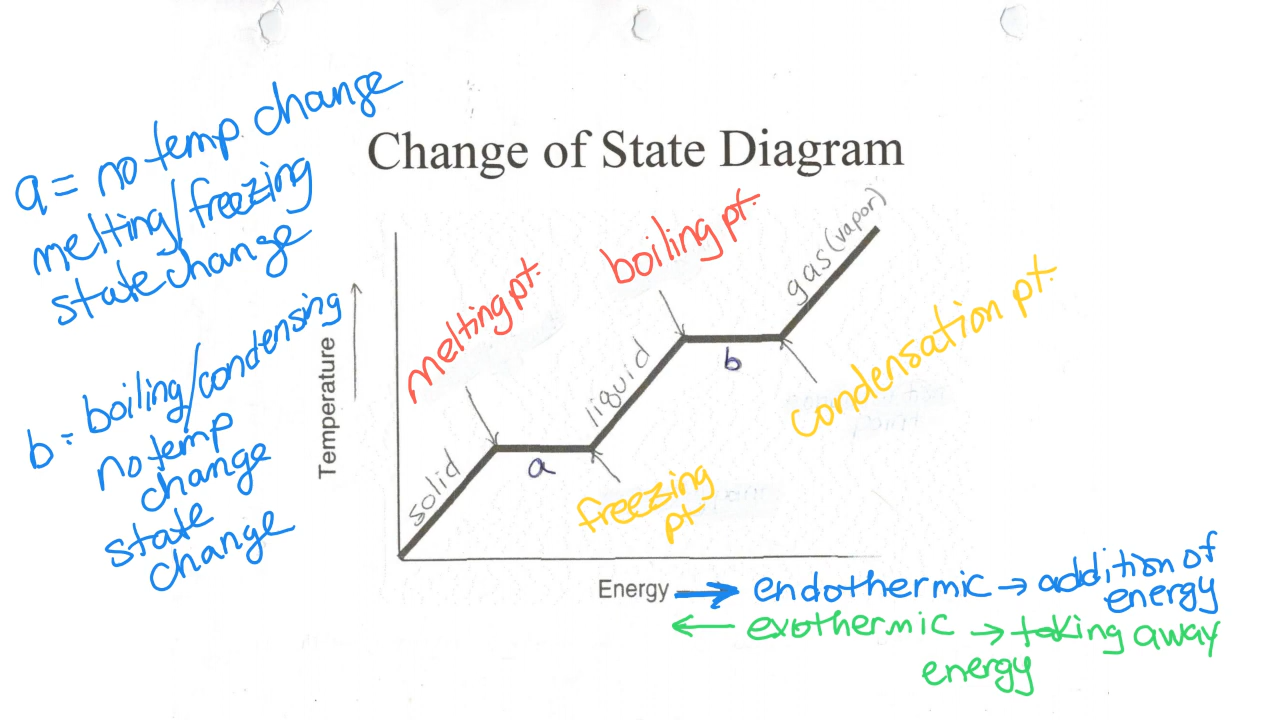 Change of State Diagram
a = no temp change
melting/freezing
state change
b = boiling/condensing
no temp
change
state
change
Temperature
melting pt.
boiling pt.
gas (vapor)
condensation pt.
liquid
b
solid
a
freezing
pt
Energy → endothermic → addition of
energy
← exothermic → taking away
energy